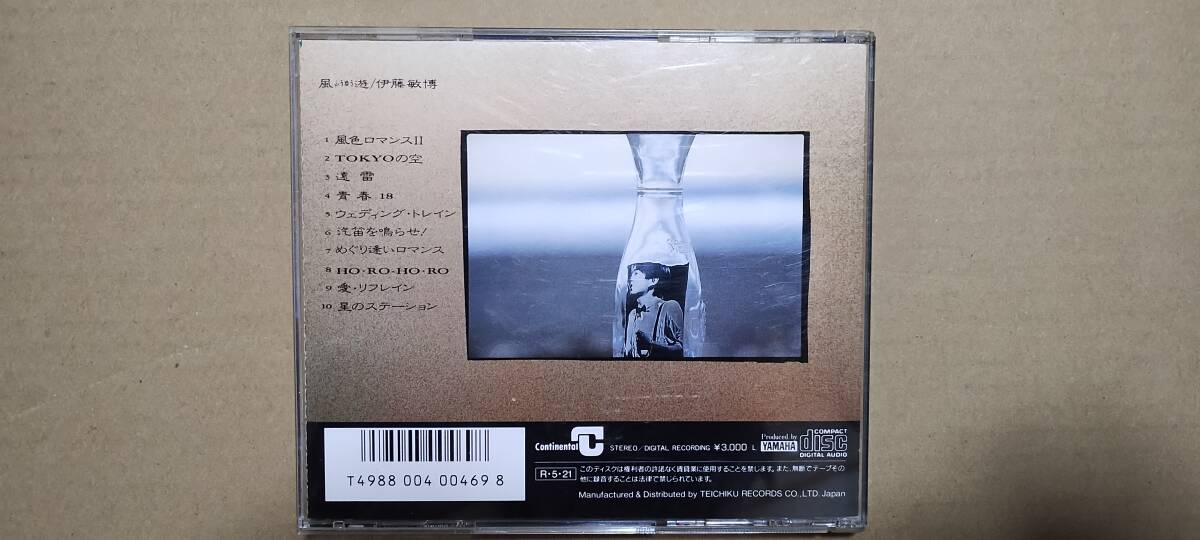 風ふうゆう遊/伊藤敏博
1 風色ロマンスII
2 TOKYOの空
3 遠雷
4 青春18
5 ウェディング・トレイン
6 汽笛を鳴らせ!
7 めぐり逢いロマンス
8 HO・RO-HO・RO
9 愛・リフレイン
10 星のステーション
T4988 004 00469 8
Continental
STEREO/DIGITAL RECORDING ¥3,000 L
Produced by
YAMAHA
COMPACT
disc
DIGITAL AUDIO
R・5・21
このディスクは権利者の許諾なく賃貸業に使用することを禁じます。また、無断でテープその
他に録音することは法律で禁じられています。
Manufactured & Distributed by TEICHIKU RECORDS CO.,LTD. Japan